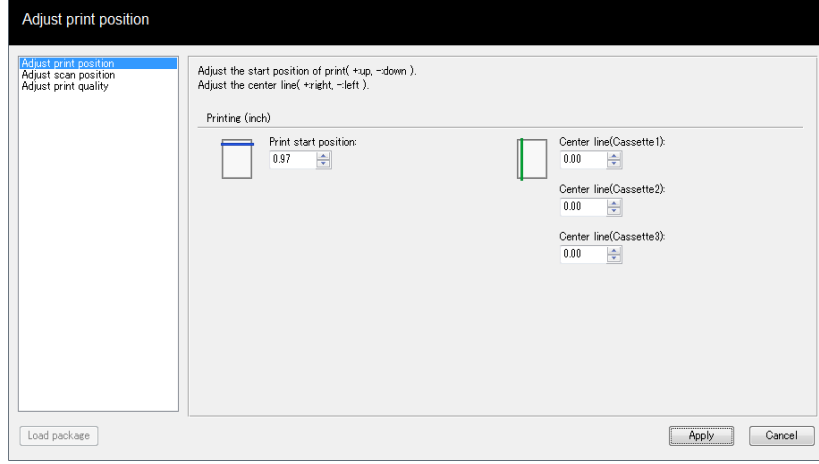 Adjust print position
Adjust print position
Adjust scan position
Adjust print quality
Adjust the start position of print( +:up, -:down ).
Adjust the center line( +:right, -:left ).
Printing (inch)
Print start position:
0.97
Center line(Cassette1):
0.00
Center line(Cassette2):
0.00
Center line(Cassette3):
0.00
Load package
Apply
Cancel